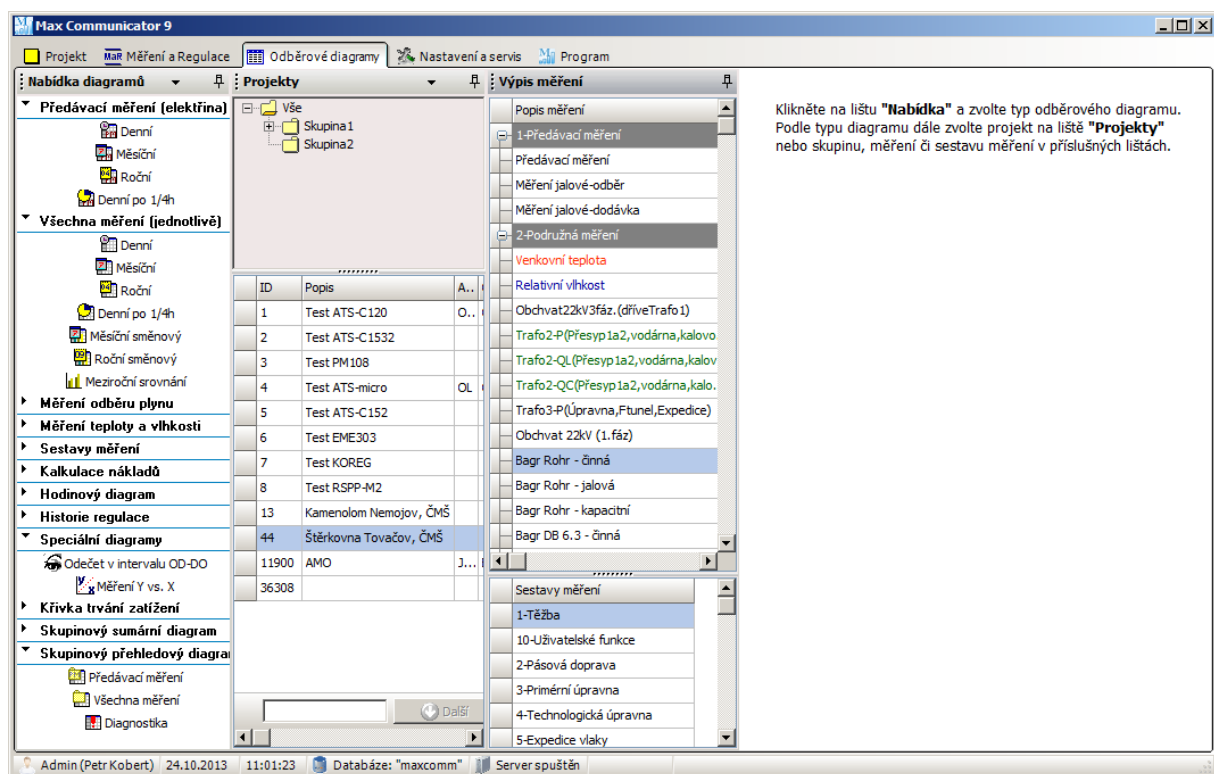 Max Communicator 9
Projekt MaR Měření a Regulace Odběrové diagramy Nastavení a servis Program
Nabídka diagramů
Předávací měření (elektřina)
Denní
Měsíční
Roční
Denní po 1/4h
Všechna měření (jednotlivě)
Denní
Měsíční
Roční
Denní po 1/4h
Měsíční směnový
Roční směnový
Meziroční srovnání
Měření odběru plynu
Měření teploty a vlhkosti
Sestavy měření
Kalkulace nákladů
Hodinový diagram
Historie regulace
Speciální diagramy
Odečet v intervalu OD-DO
Měření Y vs. X
Křivka trvání zatížení
Skupinový sumární diagram
Skupinový přehledový diagra
Předávací měření
Všechna měření
Diagnostika
Projekty
Vše
Skupina1
Skupina2
ID Popis A..
1 Test ATS-C120 O..
2 Test ATS-C1532
3 Test PM108
4 Test ATS-micro OL
5 Test ATS-C152
6 Test EME303
7 Test KOREG
8 Test RSPP-M2
13 Kamenolom Nemojov, ČMŠ
44 Štěrkovna Tovačov, ČMŠ
11900 AMO J...
36308
Další
Výpis měření
Popis měření
1-Předávací měření
Předávací měření
Měření jalové-odběr
Měření jalové-dodávka
2-Podružná měření
Venkovní teplota
Relativní vlhkost
Obchvat22kV3fáz.(dříveTrafo1)
Trafo2-P(Přesyp1a2,vodárna,kalovo
Trafo2-QL(Přesyp1a2,vodárna,kalov
Trafo2-QC(Přesyp1a2,vodárna,kalo.
Trafo3-P(Úpravna,Ftunel,Expedice)
Obchvat 22kV (1.fáz)
Bagr Rohr - činná
Bagr Rohr - jalová
Bagr Rohr - kapacitní
Bagr DB 6.3 - činná
Sestavy měření
1-Těžba
10-Uživatelské funkce
2-Pásová doprava
3-Primérní úpravna
4-Technologická úpravna
5-Expedice vlaky
Klikněte na lištu "Nabídka" a zvolte typ odběrového diagramu.
Podle typu diagramu dále zvolte projekt na liště "Projekty"
nebo skupinu, měření či sestavu měření v příslušných lištách.
Admin (Petr Kobert) 24.10.2013 11:01:23 Databáze: "maxcomm" Server spuštěn